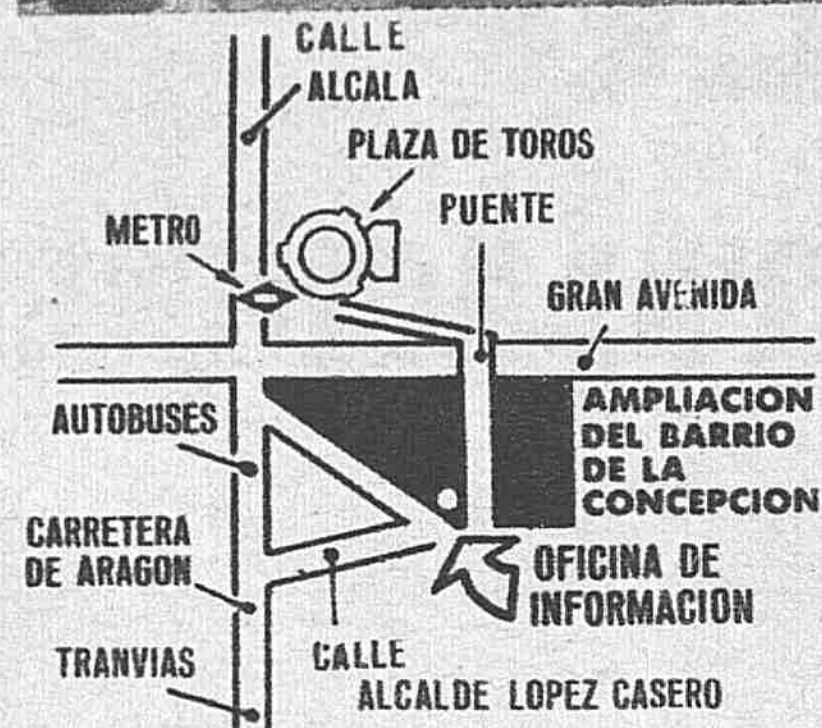 CALLE
ALCALA
PLAZA DE TOROS
METRO
PUENTE
GRAN AVENIDA
AUTOBUSES
AMPLIACION
DEL BARRIO
DE LA
CONCEPCION
CARRETERA
DE ARAGON
OFICINA DE
INFORMACION
TRANVIAS
CALLE
ALCALDE LOPEZ CASERO